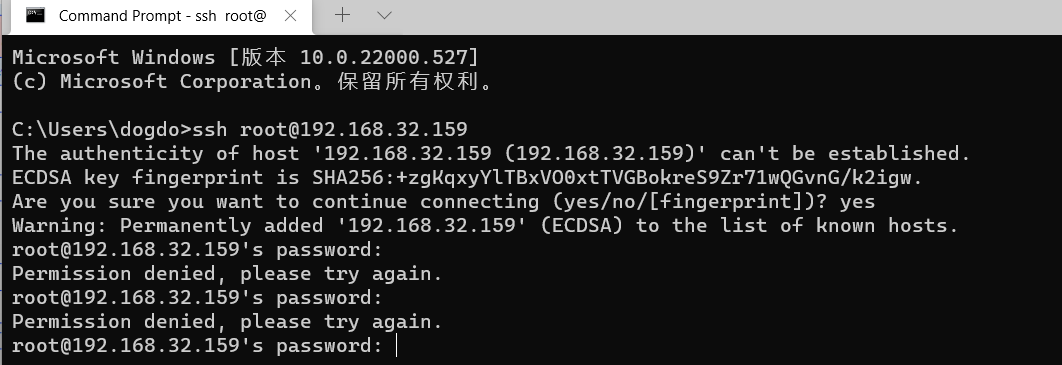 Command Prompt - ssh root@
Microsoft Windows [版本 10.0.22000.527]
(c) Microsoft Corporation。保留所有权利。
C:\Users\dogdo>ssh root@192.168.32.159
The authenticity of host '192.168.32.159 (192.168.32.159)' can't be established.
ECDSA key fingerprint is SHA256:+zgKqxyYlTBxVO0xtTVGBokreS9Zr71wQGvnG/k2igw.
Are you sure you want to continue connecting (yes/no/[fingerprint])? yes
Warning: Permanently added '192.168.32.159' (ECDSA) to the list of known hosts.
root@192.168.32.159's password:
Permission denied, please try again.
root@192.168.32.159's password:
Permission denied, please try again.
root@192.168.32.159's password: